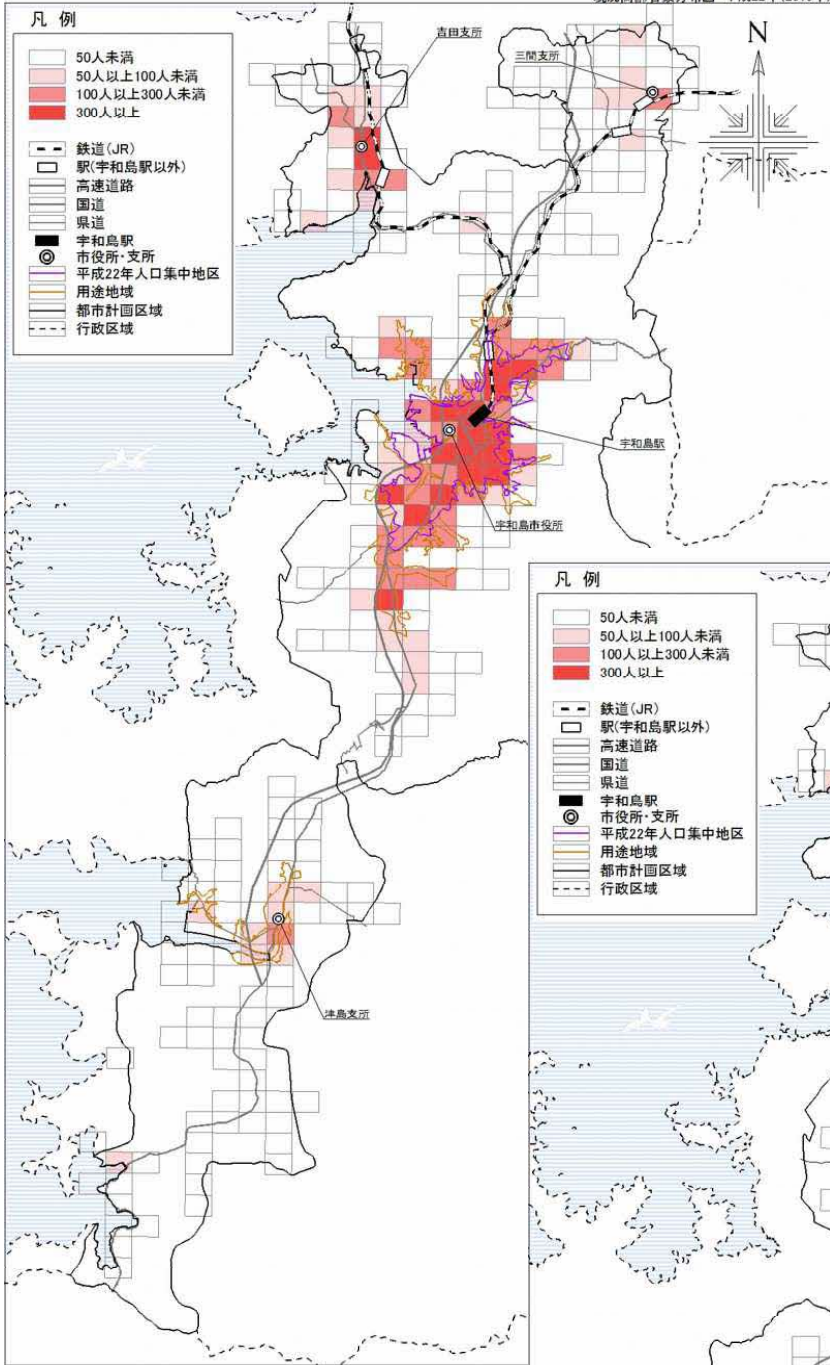 凡例
50人未満
50人以上100人未満
100人以上300人未満
300人以上
鉄道(JR)
駅(宇和島駅以外)
高速道路
国道
県道
宇和島駅
市役所・支所
平成22年人口集中地区
用途地域
都市計画区域
行政区域
吉田支所
三間支所
N
宇和島駅
宇和島市役所
津島支所
凡例
50人未満
50人以上100人未満
100人以上300人未満
300人以上
鉄道(JR)
駅(宇和島駅以外)
高速道路
国道
県道
宇和島駅
市役所・支所
平成22年人口集中地区
用途地域
都市計画区域
行政区域